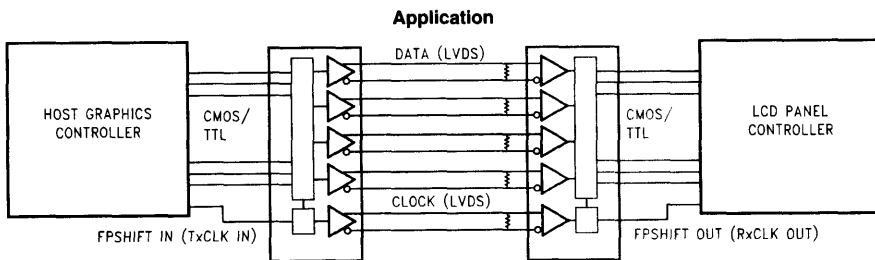 Application
DATA (LVDS)
HOST GRAPHICS
CONTROLLER
CMOS/
TTL
CMOS/
TTL
LCD PANEL
CONTROLLER
CLOCK (LVDS)
FPSHIFT IN (TxCLK IN)
FPSHIFT OUT (RxCLK OUT)